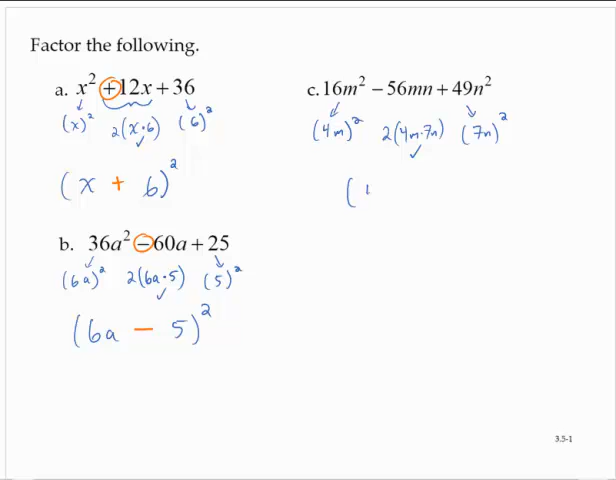 Factor the following.
a. x² + 12x + 36
(x)² 2(x·6) (6)²
(x + 6)²
b. 36a² − 60a + 25
(6a)² 2(6a·5) (5)²
(6a − 5)²
c. 16m² − 56mn + 49n²
(4m)² 2(4m·7n) (7n)²
(
3.5-1